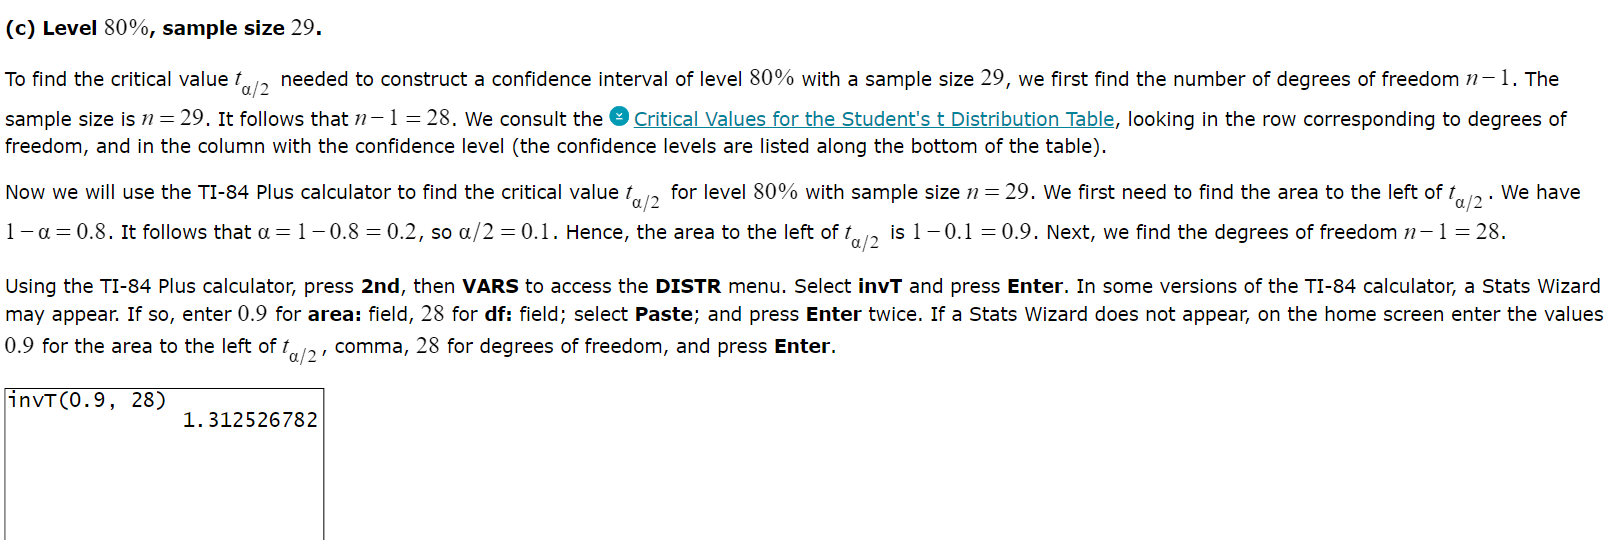 (c) Level 80%, sample size 29.
To find the critical value t_{α/2} needed to construct a confidence interval of level 80% with a sample size 29, we first find the number of degrees of freedom n−1. The
sample size is n = 29. It follows that n−1 = 28. We consult the Critical Values for the Student's t Distribution Table, looking in the row corresponding to degrees of
freedom, and in the column with the confidence level (the confidence levels are listed along the bottom of the table).
Now we will use the TI-84 Plus calculator to find the critical value t_{α/2} for level 80% with sample size n = 29. We first need to find the area to the left of t_{α/2}. We have
1−α = 0.8. It follows that α = 1−0.8 = 0.2, so α/2 = 0.1. Hence, the area to the left of t_{α/2} is 1−0.1 = 0.9. Next, we find the degrees of freedom n−1 = 28.
Using the TI-84 Plus calculator, press 2nd, then VARS to access the DISTR menu. Select invT and press Enter. In some versions of the TI-84 calculator, a Stats Wizard
may appear. If so, enter 0.9 for area: field, 28 for df: field; select Paste; and press Enter twice. If a Stats Wizard does not appear, on the home screen enter the values
0.9 for the area to the left of t_{α/2}, comma, 28 for degrees of freedom, and press Enter.
invT(0.9, 28)
1.312526782